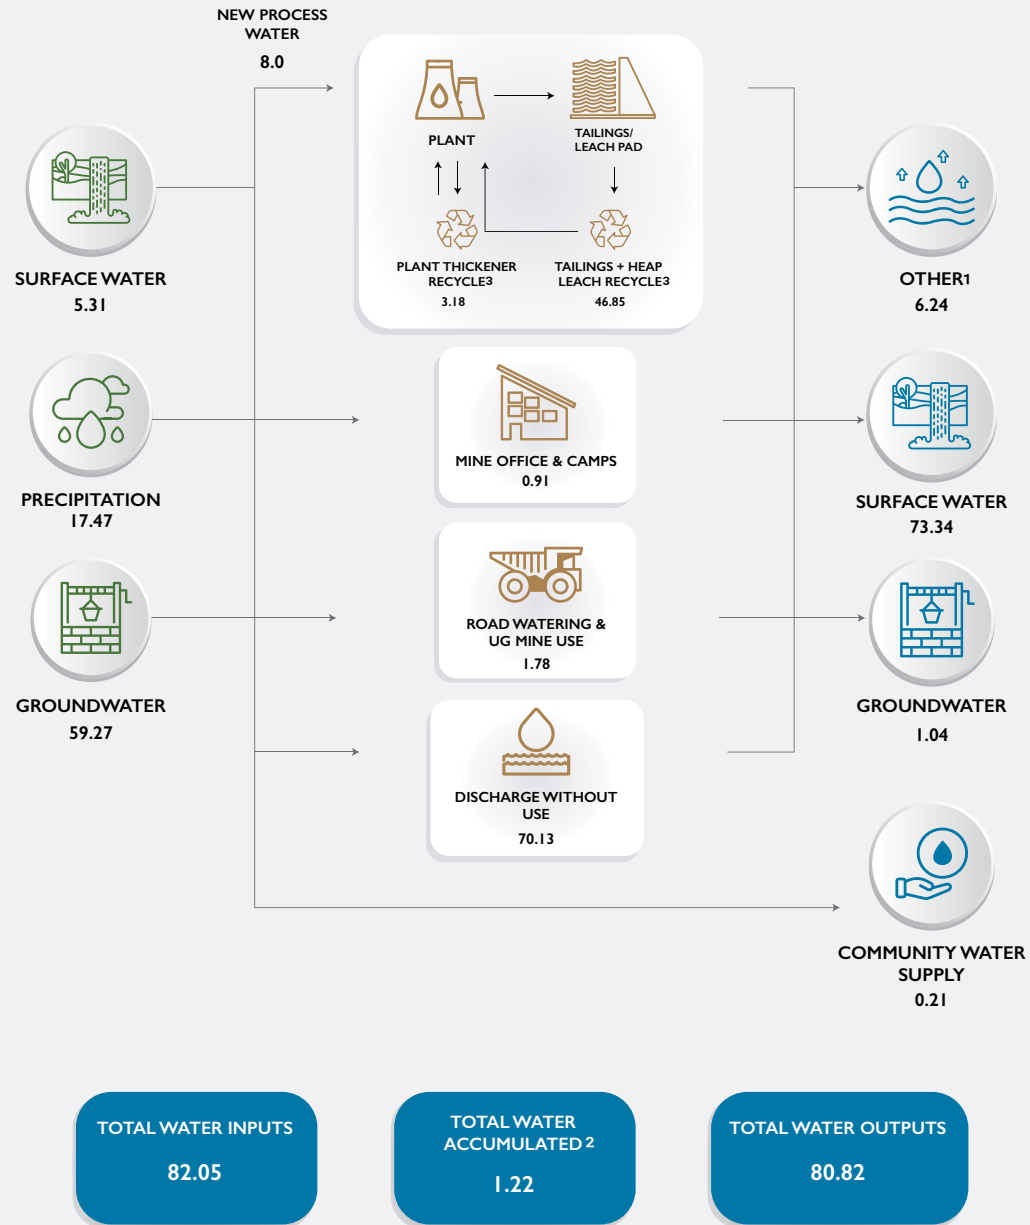 NEW PROCESS
WATER
8.0
PLANT
TAILINGS/
LEACH PAD
PLANT THICKENER
RECYCLE3
3.18
TAILINGS + HEAP
LEACH RECYCLE3
46.85
SURFACE WATER
5.31
OTHER1
6.24
MINE OFFICE & CAMPS
0.91
PRECIPITATION
17.47
SURFACE WATER
73.34
ROAD WATERING &
UG MINE USE
1.78
GROUNDWATER
59.27
GROUNDWATER
1.04
DISCHARGE WITHOUT
USE
70.13
COMMUNITY WATER
SUPPLY
0.21
TOTAL WATER INPUTS
82.05
TOTAL WATER
ACCUMULATED 2
1.22
TOTAL WATER OUTPUTS
80.82